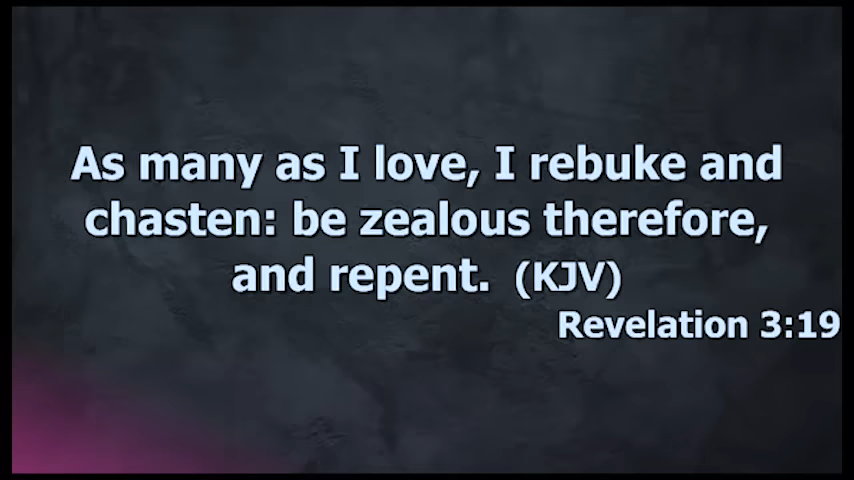 As many as I love, I rebuke and
chasten: be zealous therefore,
and repent. (KJV)
Revelation 3:19